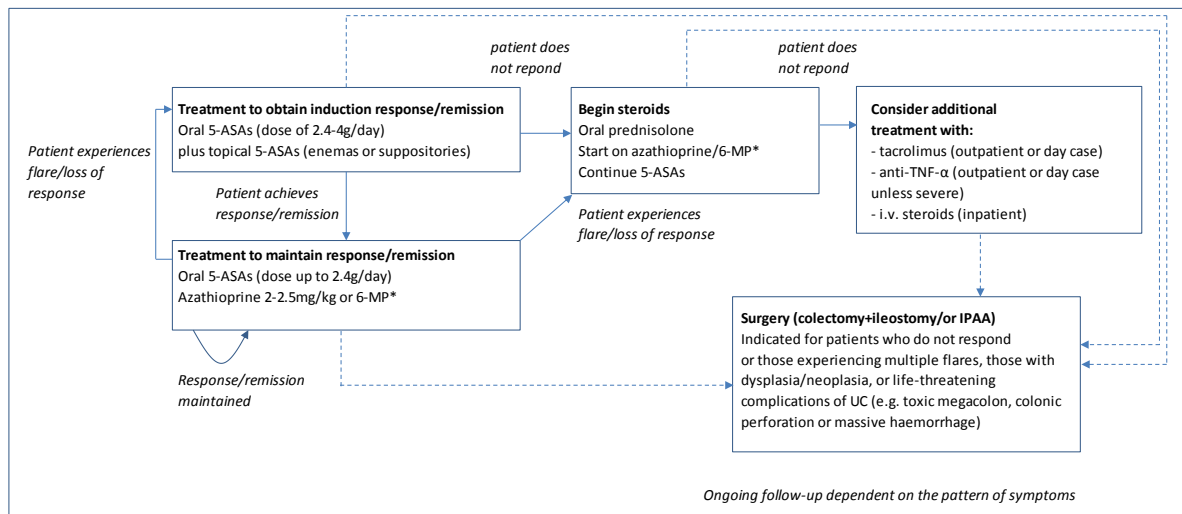 patient does
not repond
patient does
not repond
Treatment to obtain induction response/remission
Oral 5-ASAs (dose of 2.4-4g/day)
plus topical 5-ASAs (enemas or suppositories)
Begin steroids
Oral prednisolone
Start on azathioprine/6-MP*
Continue 5-ASAs
Consider additional
treatment with:
- tacrolimus (outpatient or day case)
- anti-TNF-α (outpatient or day case
unless severe)
- i.v. steroids (inpatient)
Patient experiences
flare/loss of
response
Patient achieves
response/remission
Patient experiences
flare/loss of response
Treatment to maintain response/remission
Oral 5-ASAs (dose up to 2.4g/day)
Azathioprine 2-2.5mg/kg or 6-MP*
Response/remission
maintained
Surgery (colectomy+ileostomy/or IPAA)
Indicated for patients who do not respond
or those experiencing multiple flares, those with
dysplasia/neoplasia, or life-threatening
complications of UC (e.g. toxic megacolon, colonic
perforation or massive haemorrhage)
Ongoing follow-up dependent on the pattern of symptoms